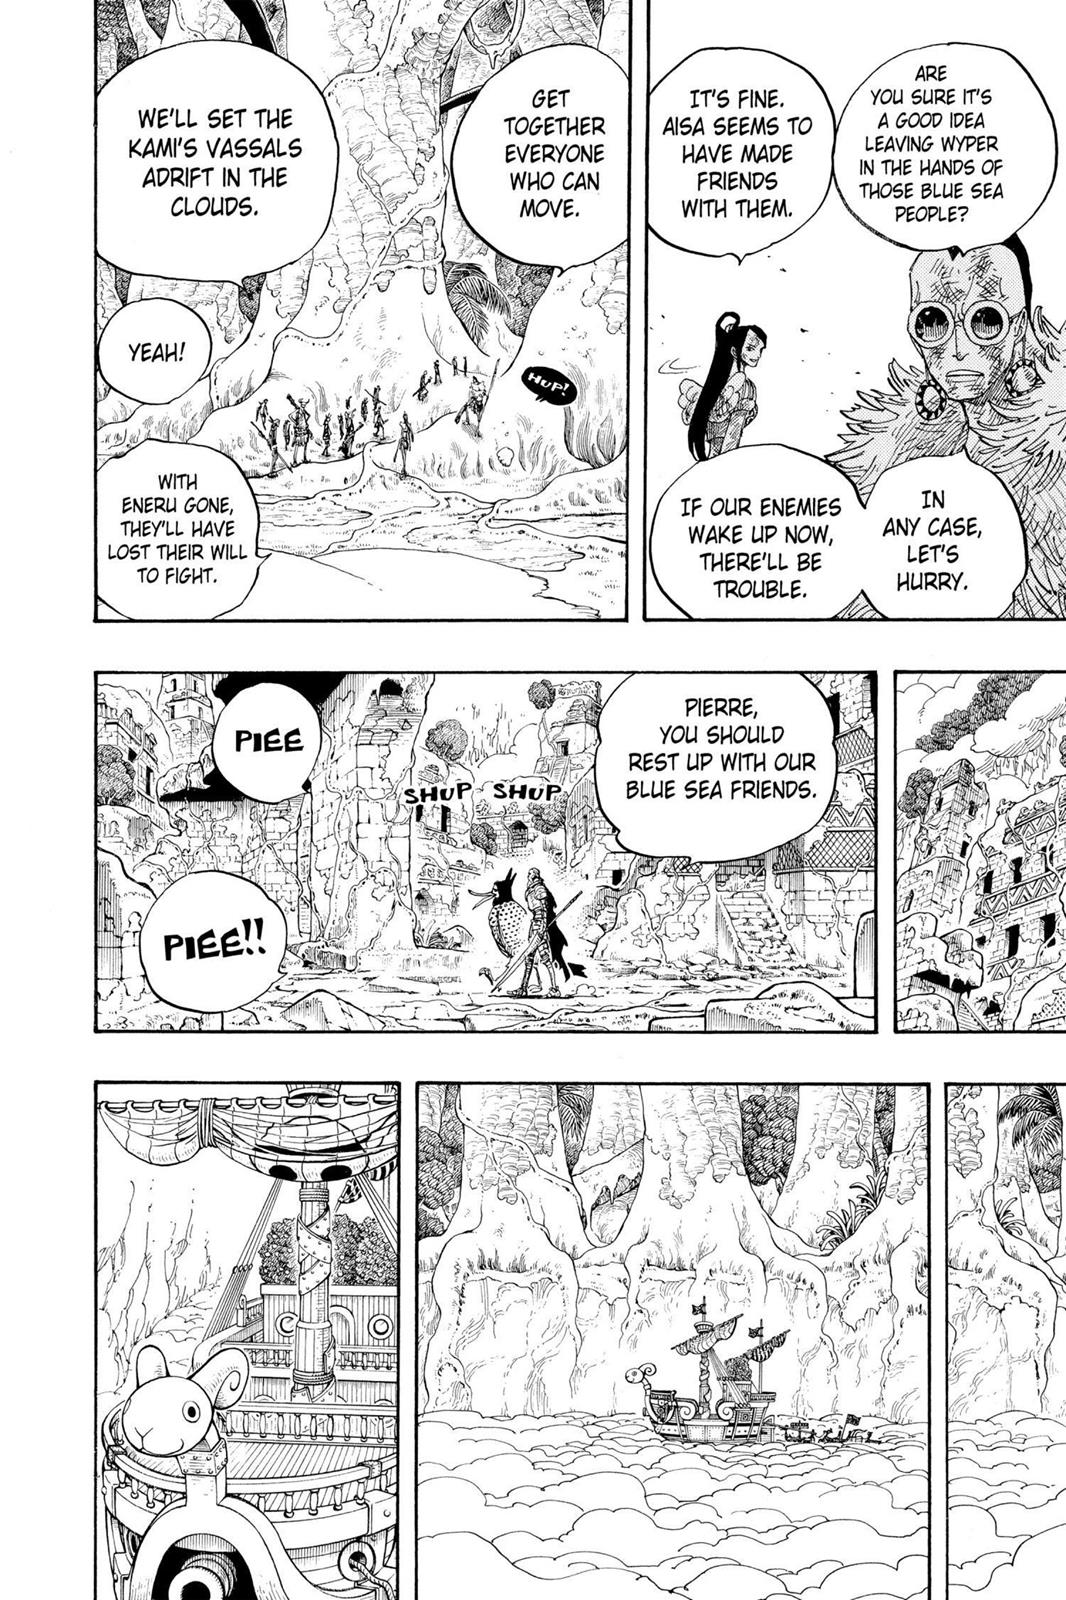 ARE
YOU SURE IT'S
A GOOD IDEA
LEAVING WYPER
IN THE HANDS OF
THOSE BLUE SEA
PEOPLE?
IT'S FINE.
AISA SEEMS TO
HAVE MADE
FRIENDS
WITH THEM.
IN
ANY CASE,
LET'S
HURRY.
IF OUR ENEMIES
WAKE UP NOW,
THERE'LL BE
TROUBLE.
GET
TOGETHER
EVERYONE
WHO CAN
MOVE.
WE'LL SET THE
KAMI'S VASSALS
ADRIFT IN THE
CLOUDS.
HUP!
YEAH!
WITH
ENERU GONE,
THEY'LL HAVE
LOST THEIR WILL
TO FIGHT.
PIERRE,
YOU SHOULD
REST UP WITH OUR
BLUE SEA FRIENDS.
SHUP SHUP
PIEE
PIEE!!